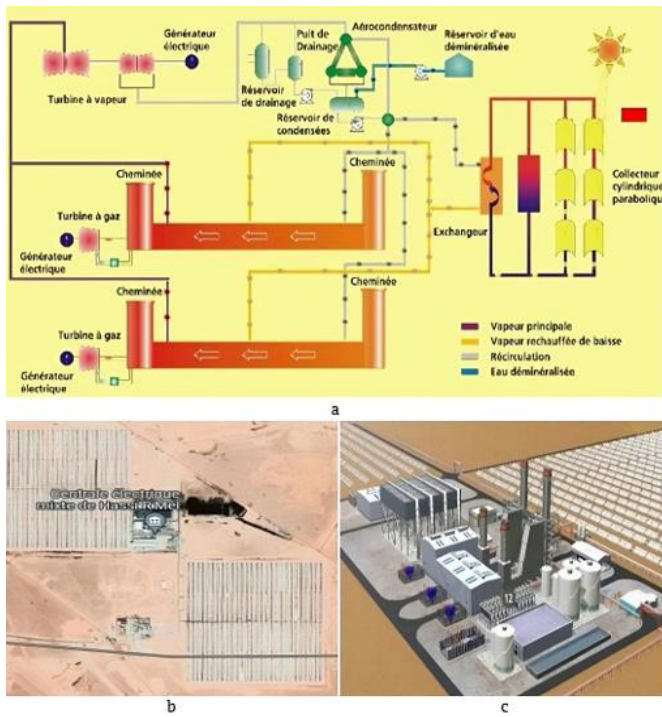 Générateur
électrique
Turbine à vapeur
Réservoir
de drainage
Puit de
Drainage
Aérocondensateur
Réservoir d'eau
déminéralisée
Réservoir de
condensées
Cheminée
Cheminée
Turbine à gaz
Générateur
électrique
Exchangeur
Collecteur
cylindrique
parabolique
Cheminée
Cheminée
Turbine à gaz
Générateur
électrique
Vapeur principale
Vapeur rechauffée de baisse
Récirculation
Eau déminéralisée
a
Centrale électrique
mixte de Hassi R'Mel
12
b
c